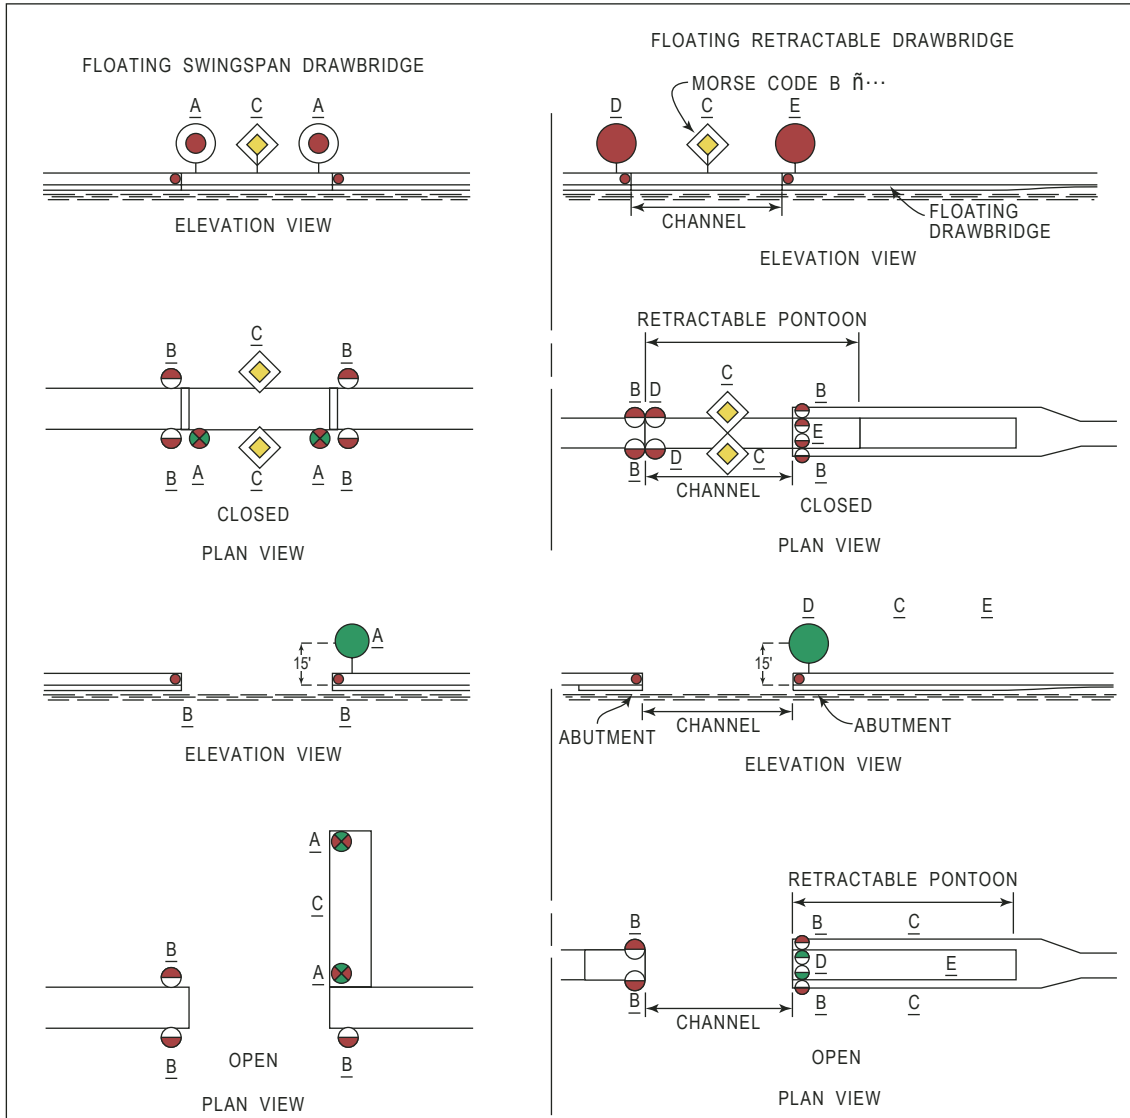 FLOATING SWINGSPAN DRAWBRIDGE
A C A
ELEVATION VIEW
C
B B
B A C A B
CLOSED
PLAN VIEW
A
15'
B B
ELEVATION VIEW
A
C
B A
B OPEN B
PLAN VIEW
FLOATING RETRACTABLE DRAWBRIDGE
MORSE CODE B ñ···
D C E
CHANNEL
FLOATING
DRAWBRIDGE
ELEVATION VIEW
RETRACTABLE PONTOON
C
B D B
E
D C
B B
CHANNEL
CLOSED
PLAN VIEW
D C E
15'
ABUTMENT CHANNEL ABUTMENT
ELEVATION VIEW
RETRACTABLE PONTOON
B B C
D E
B B C
CHANNEL
OPEN
PLAN VIEW